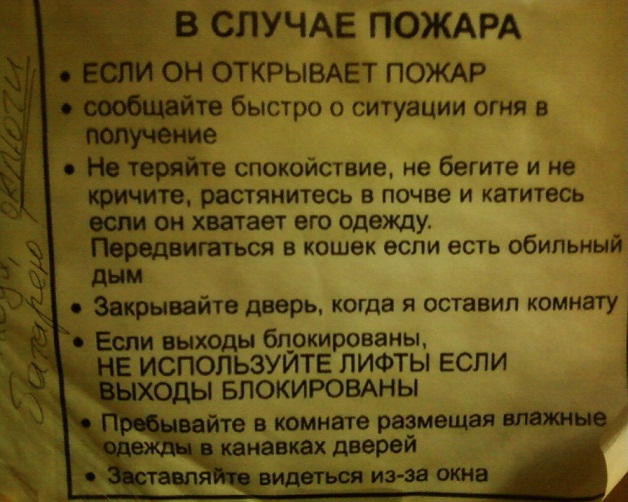 В СЛУЧАЕ ПОЖАРА
• ЕСЛИ ОН ОТКРЫВАЕТ ПОЖАР
• сообщайте быстро о ситуации огня в
получение
• Не теряйте спокойствие, не бегите и не
кричите, растянитесь в почве и катитесь
если он хватает его одежду.
Передвигаться в кошек если есть обильный
дым
• Закрывайте дверь, когда я оставил комнату
• Если выходы блокированы,
НЕ ИСПОЛЬЗУЙТЕ ЛИФТЫ ЕСЛИ
ВЫХОДЫ БЛОКИРОВАНЫ
• Пребывайте в комнате размещая влажные
одежды в канавках дверей
• Заставляйте видеться из-за окна
батарею